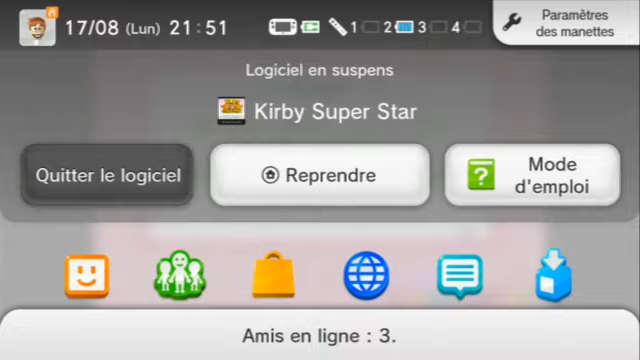 17/08 (Lun) 21:51
1 2 3 4
Paramètres
des manettes
Logiciel en suspens
Kirby Super Star
Quitter le logiciel
Reprendre
Mode
d'emploi
Amis en ligne : 3.